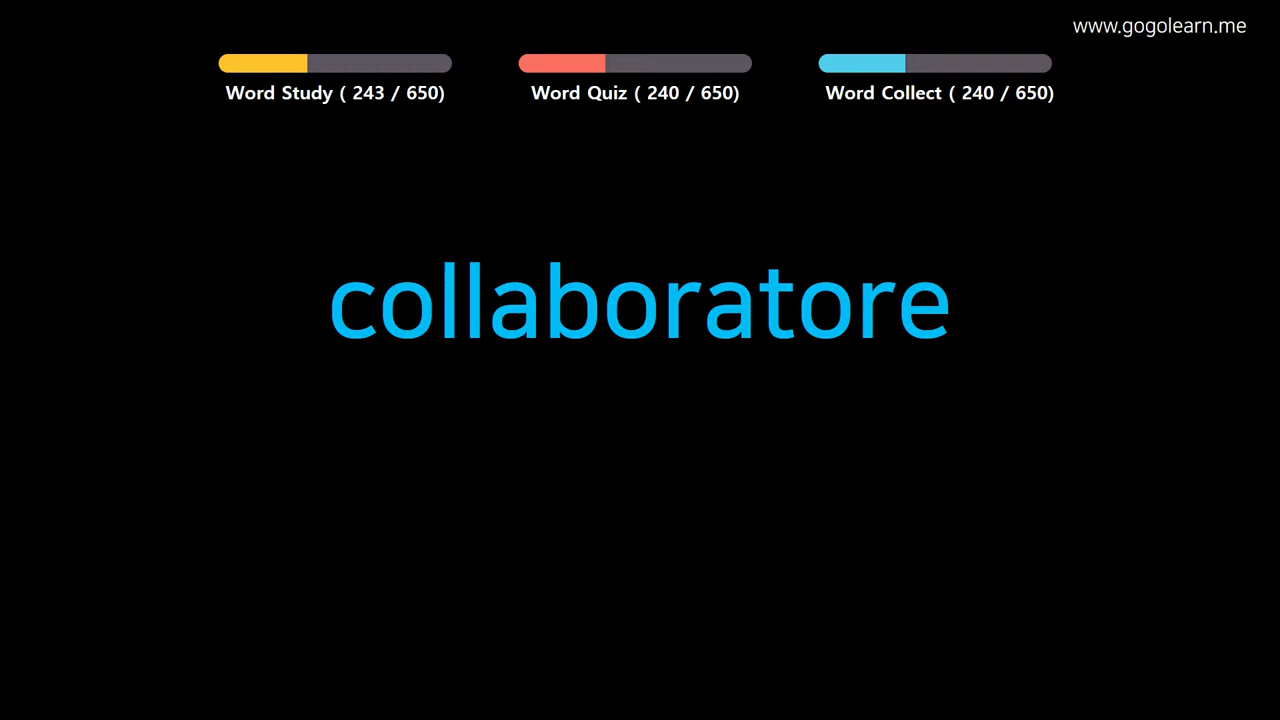 www.gogolearn.me
Word Study ( 243 / 650)
Word Quiz ( 240 / 650)
Word Collect ( 240 / 650)
collaboratore